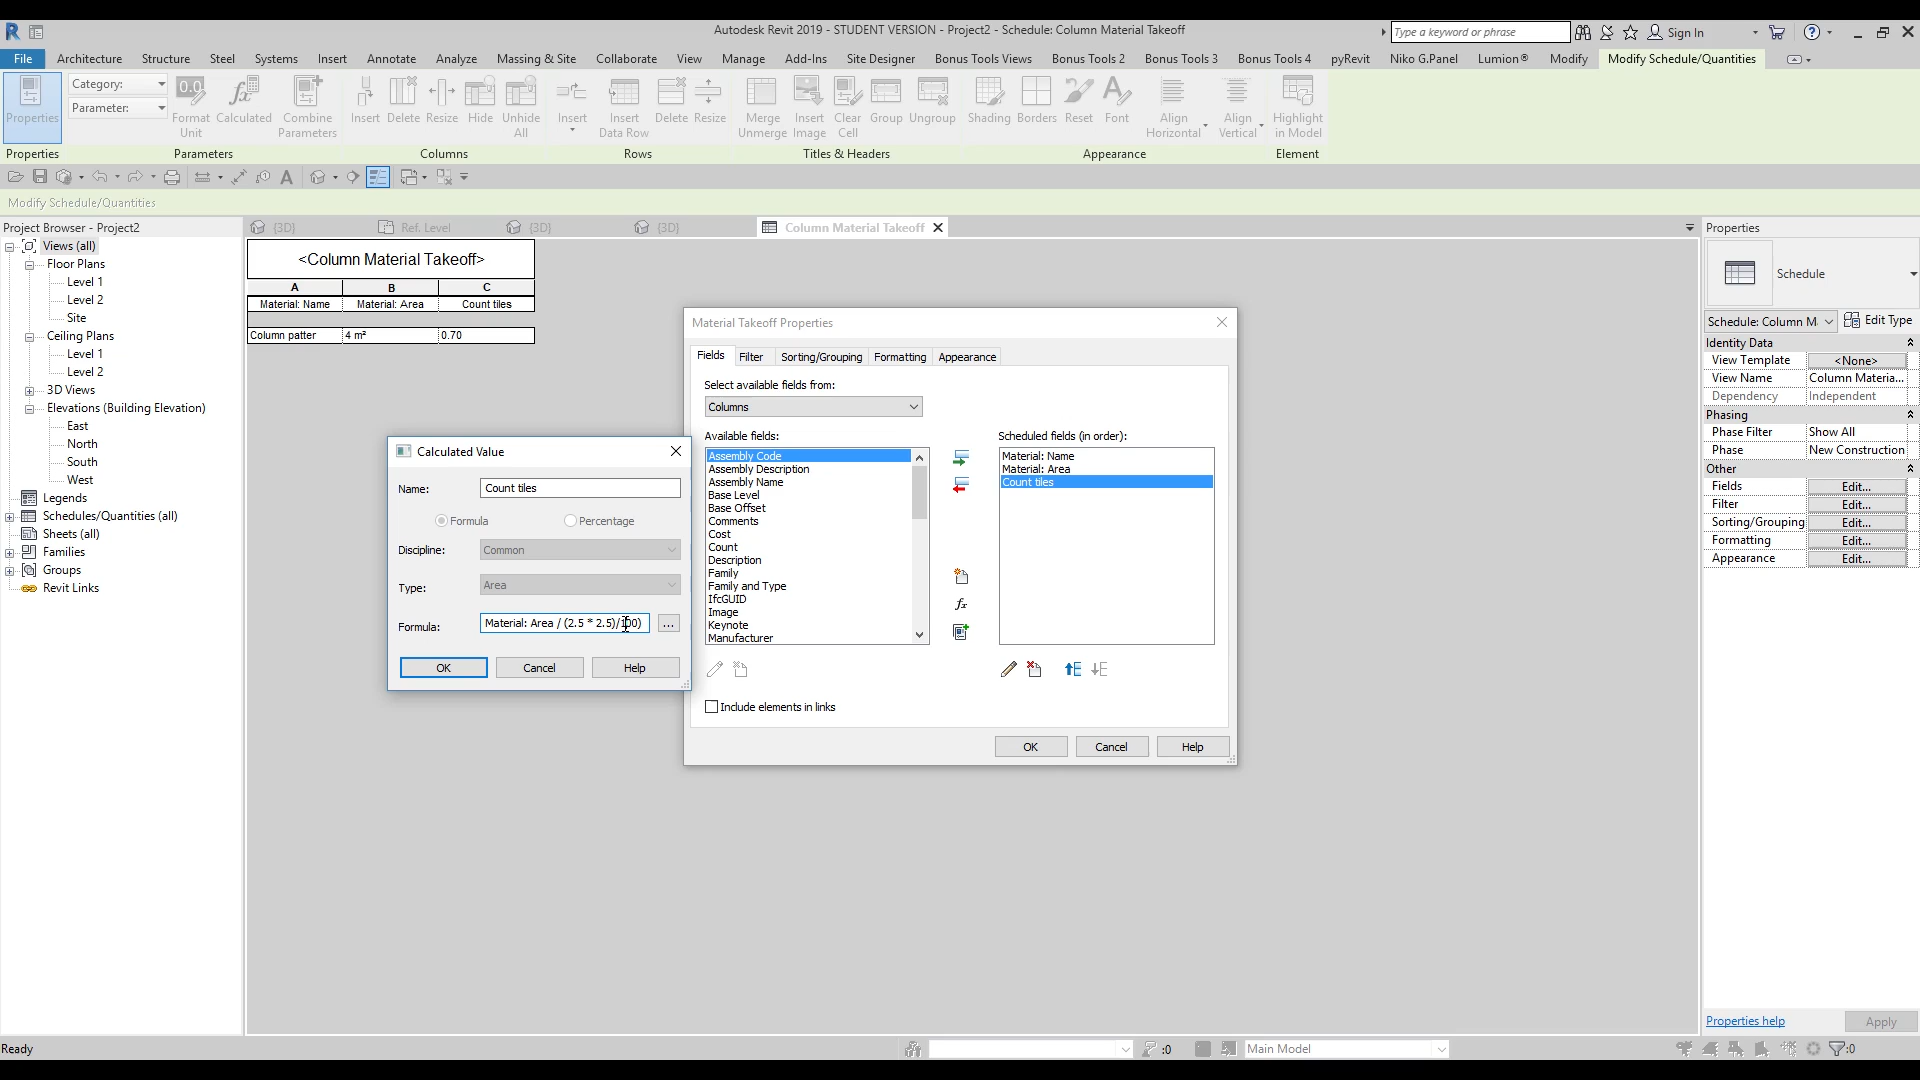 Autodesk Revit 2019 - STUDENT VERSION - Project2 - Schedule: Column Material Takeoff
Type a keyword or phrase
Sign In
File Architecture Structure Steel Systems Insert Annotate Analyze Massing & Site Collaborate View Manage Add-Ins Site Designer Bonus Tools Views Bonus Tools 2 Bonus Tools 3 Bonus Tools 4 pyRevit Niko G.Panel Lumion® Modify Modify Schedule/Quantities
Category:
Parameter:
Properties Format Unit Calculated Combine Parameters Insert Delete Resize Hide Unhide All Insert Insert Data Row Delete Resize Merge Unmerge Insert Image Clear Cell Group Ungroup Shading Borders Reset Font Align Horizontal Align Vertical Highlight in Model
Properties Parameters Columns Rows Titles & Headers Appearance Element
Modify Schedule/Quantities
Project Browser - Project2
Views (all)
Floor Plans
Level 1
Level 2
Site
Ceiling Plans
Level 1
Level 2
3D Views
Elevations (Building Elevation)
East
North
South
West
Legends
Schedules/Quantities (all)
Sheets (all)
Families
Groups
Revit Links
{3D} Ref. Level {3D} {3D} Column Material Takeoff
<Column Material Takeoff>
A B C
Material: Name Material: Area Count tiles
Column patter 4 m² 0.70
Material Takeoff Properties
Fields Filter Sorting/Grouping Formatting Appearance
Select available fields from:
Columns
Available fields:
Assembly Code
Assembly Description
Assembly Name
Base Level
Base Offset
Comments
Cost
Count
Description
Family
Family and Type
IfcGUID
Image
Keynote
Manufacturer
Scheduled fields (in order):
Material: Name
Material: Area
Count tiles
Include elements in links
OK Cancel Help
Calculated Value
Name: Count tiles
Formula Percentage
Discipline: Common
Type: Area
Formula: Material: Area / (2.5 * 2.5)/100) ...
OK Cancel Help
Properties
Schedule
Schedule: Column M Edit Type
Identity Data
View Template <None>
View Name Column Materia...
Dependency Independent
Phasing
Phase Filter Show All
Phase New Construction
Other
Fields Edit...
Filter Edit...
Sorting/Grouping Edit...
Formatting Edit...
Appearance Edit...
Properties help Apply
Ready :0 Main Model :0